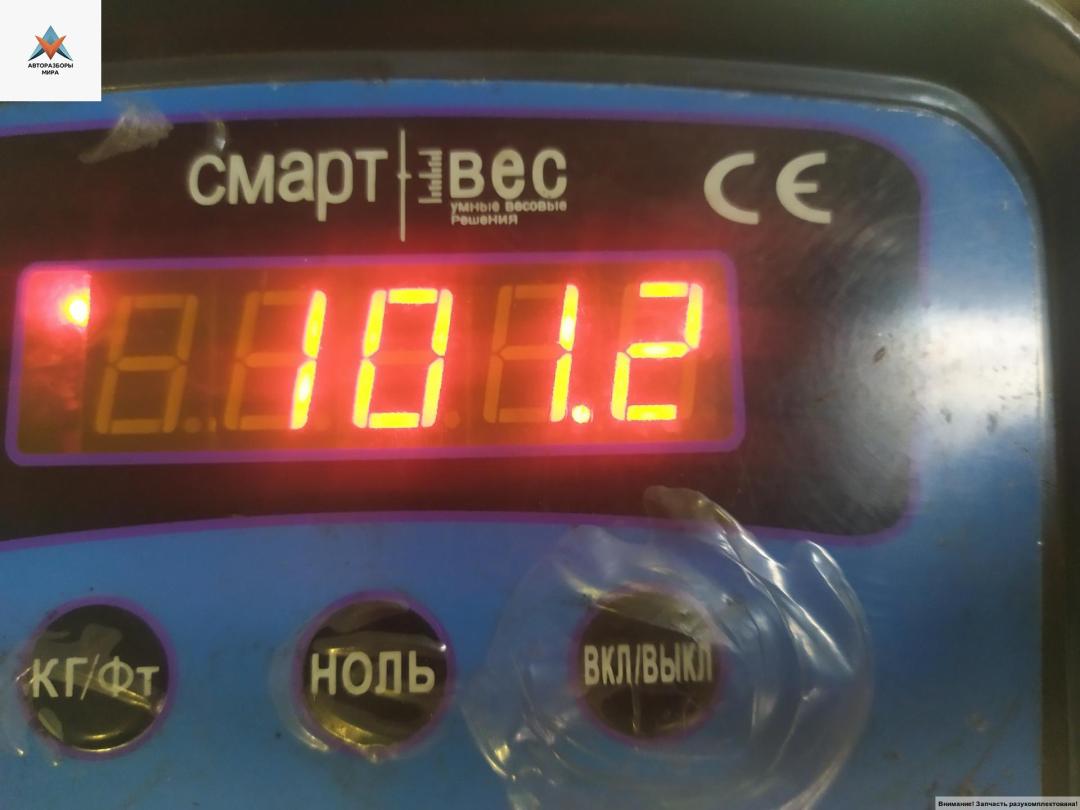 АВТОРАЗБОРЫ
МИРА
смарт вес
умные весовые
решения
CE
101.2
КГ/Фт
НОЛЬ
ВКЛ/ВЫКЛ
Внимание! Запчасть разукомплектована!